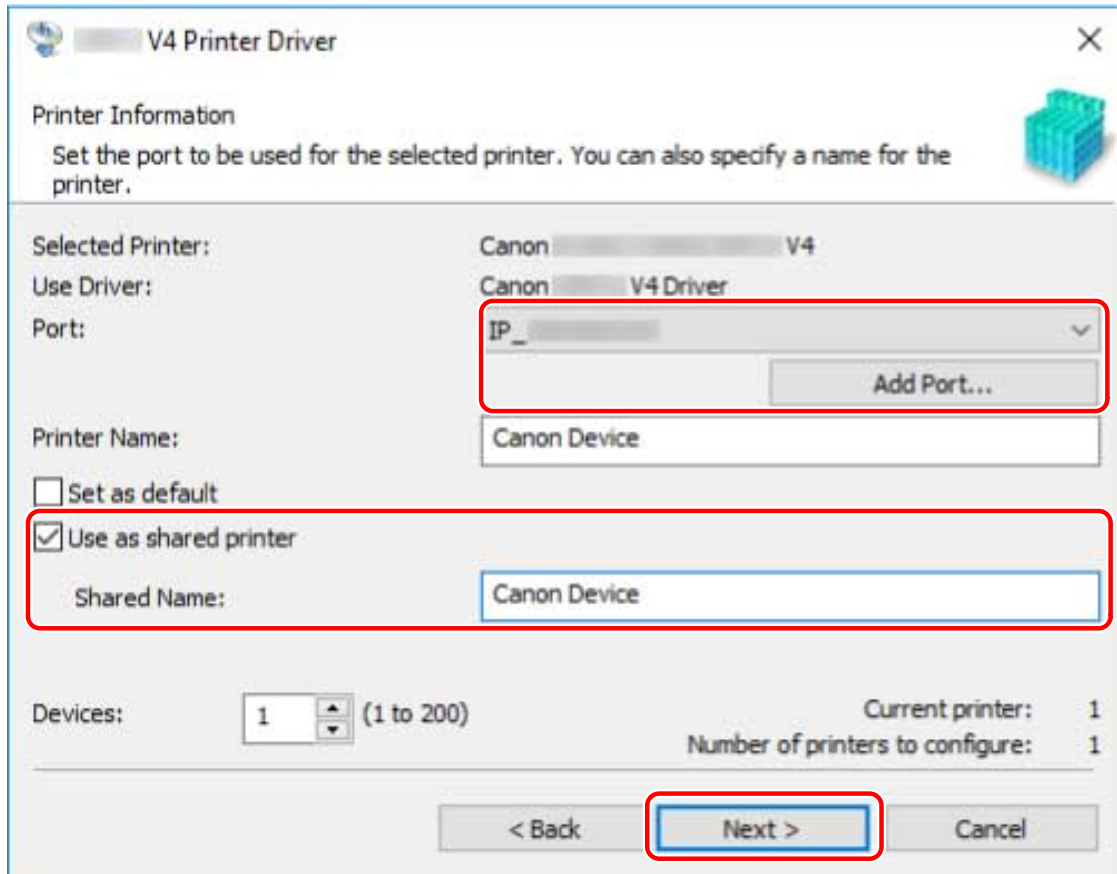 V4 Printer Driver
Printer Information
Set the port to be used for the selected printer. You can also specify a name for the
printer.
Selected Printer: Canon V4
Use Driver: Canon V4 Driver
Port: IP_
Add Port...
Printer Name: Canon Device
Set as default
Use as shared printer
Shared Name: Canon Device
Devices: 1 (1 to 200) Current printer: 1
Number of printers to configure: 1
< Back Next > Cancel